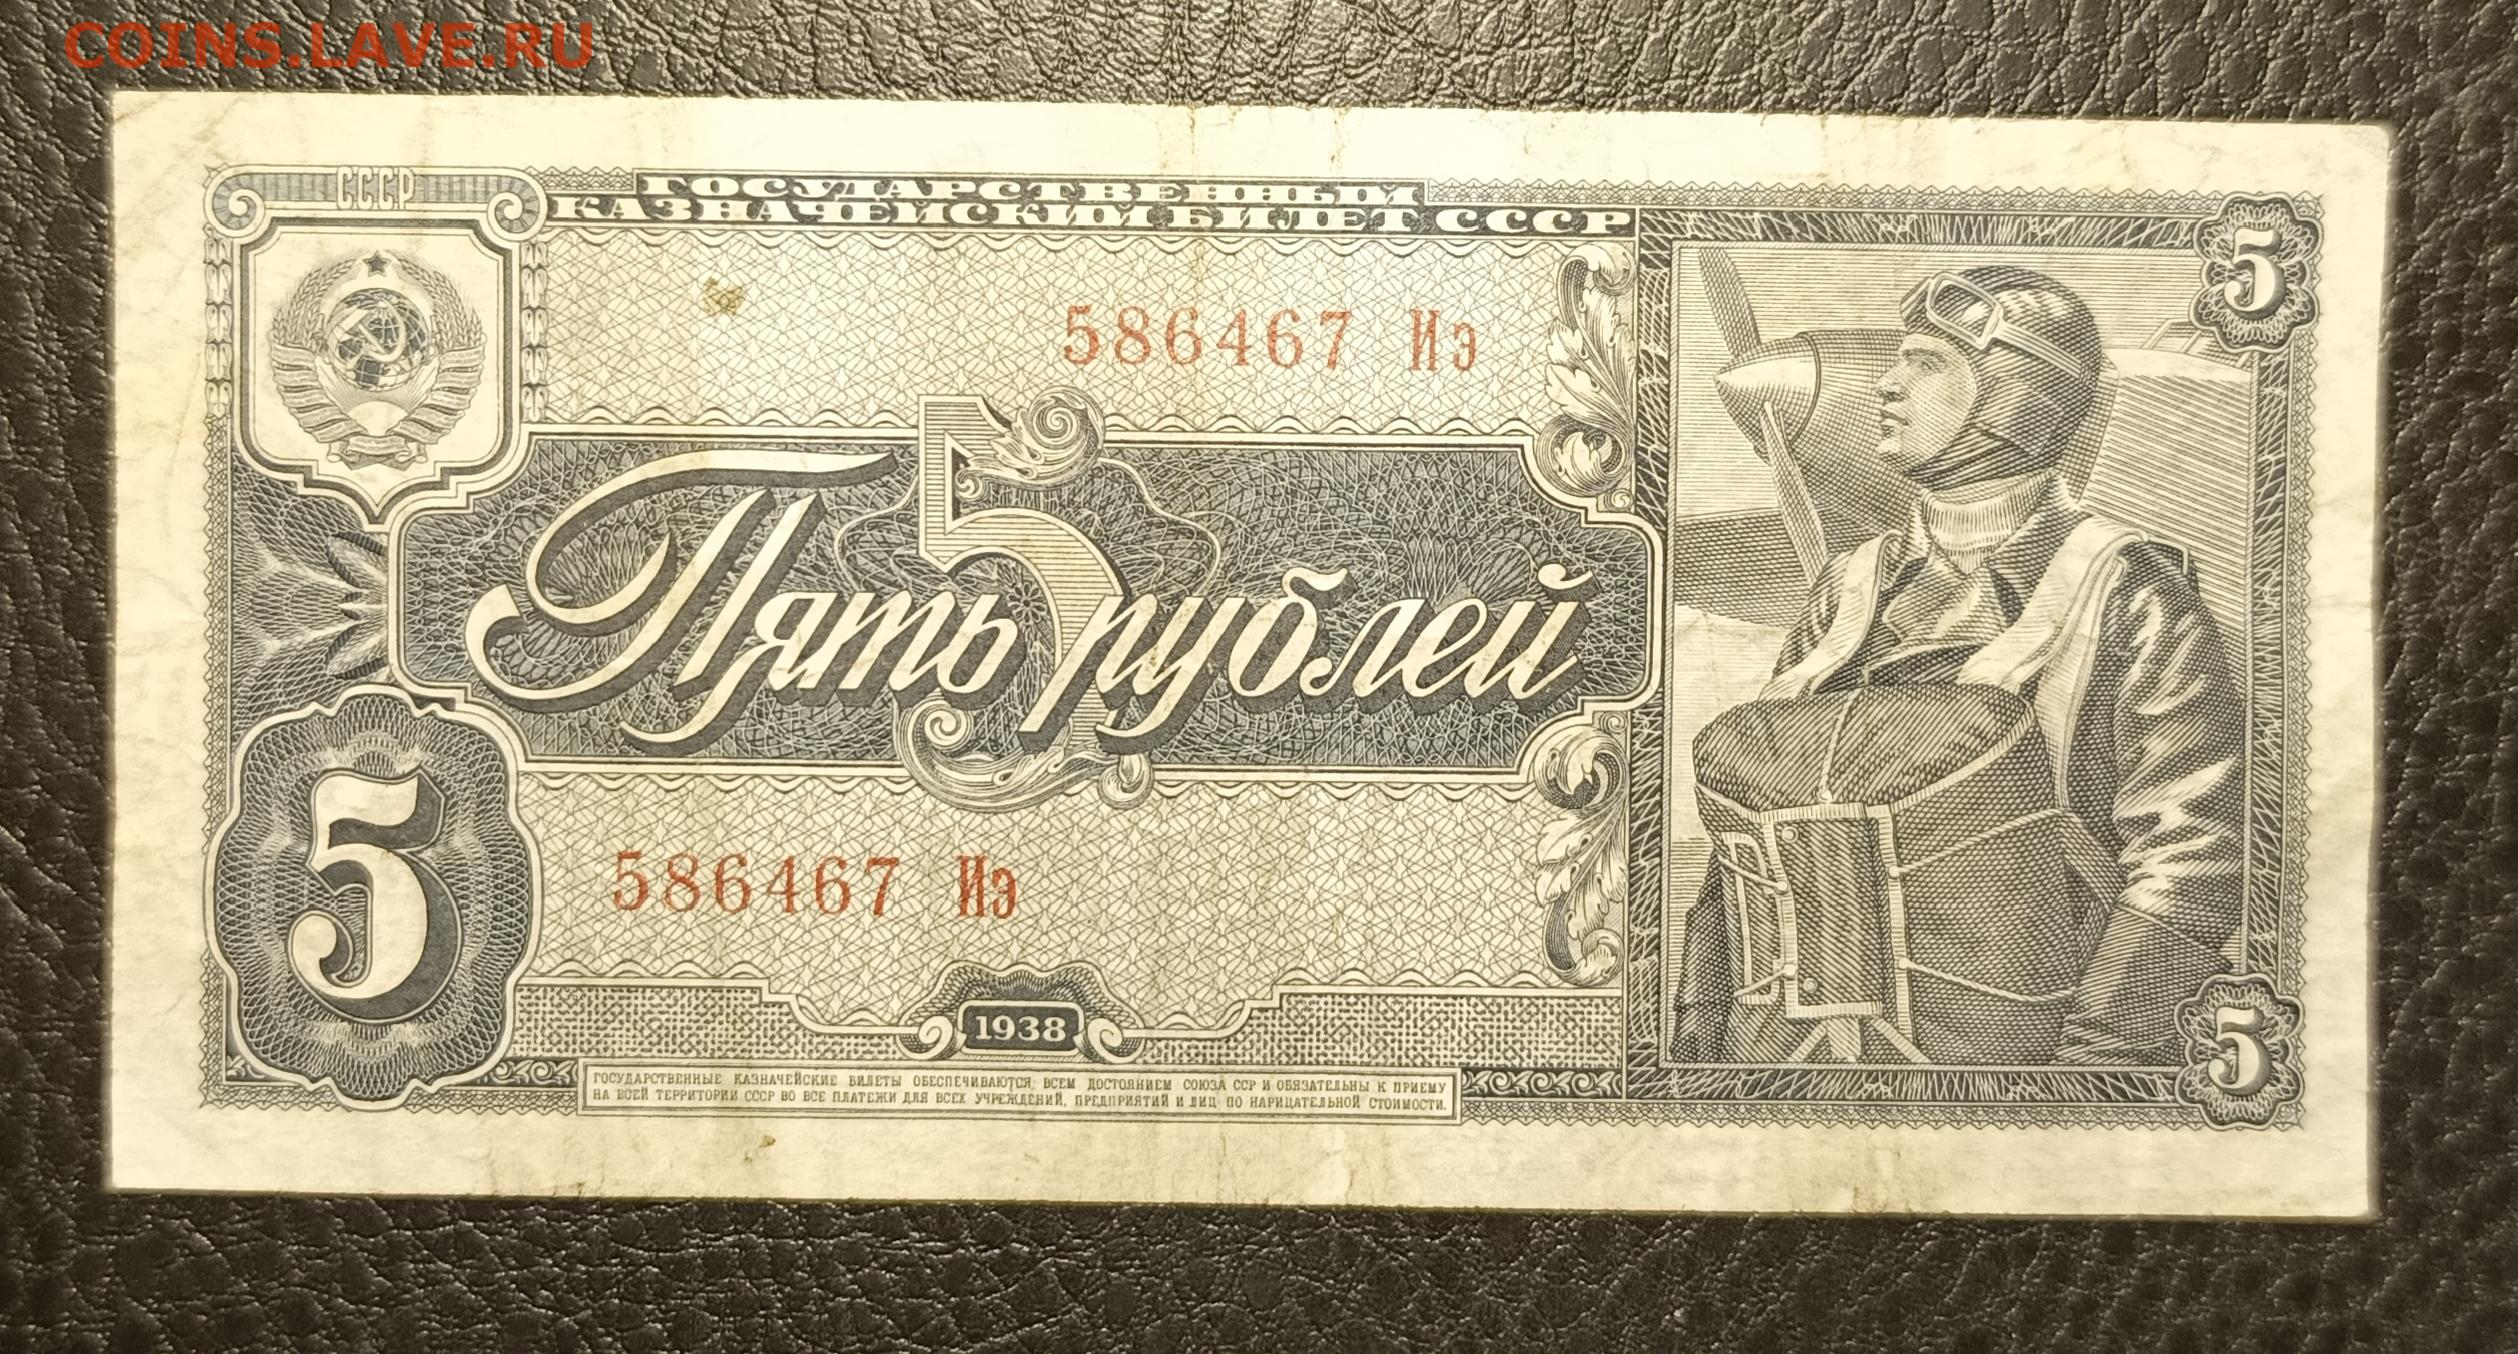 COINS.LAVE.RU
СССР
ГОСУДАРСТВЕННЫЙ
КАЗНАЧЕЙСКИЙ БИЛЕТ СССР
5
586467 Иэ
5
Пять рублей
586467 Иэ
5
1938
5
ГОСУДАРСТВЕННЫЕ КАЗНАЧЕЙСКИЕ БИЛЕТЫ ОБЕСПЕЧИВАЮТСЯ ВСЕМ ДОСТОЯНИЕМ СОЮЗА ССР И ОБЯЗАТЕЛЬНЫ К ПРИЕМУ
НА ВСЕЙ ТЕРРИТОРИИ СССР ВО ВСЕ ПЛАТЕЖИ ДЛЯ ВСЕХ УЧРЕЖДЕНИЙ, ПРЕДПРИЯТИЙ И ЛИЦ ПО НАРИЦАТЕЛЬНОЙ СТОИМОСТИ.